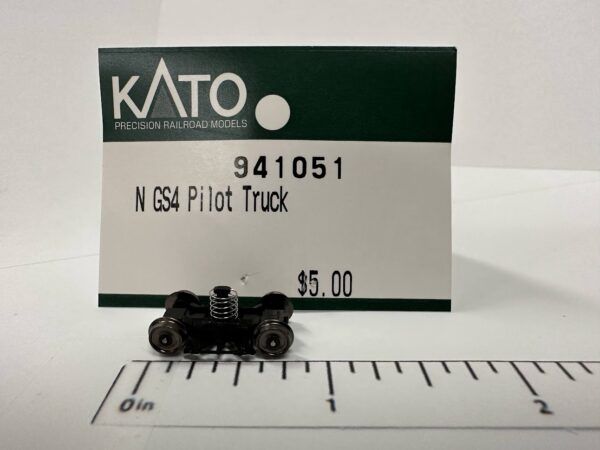 KATO
PRECISION RAILROAD MODELS
941051
N GS4 Pilot Truck
$5.00
0in 1 2